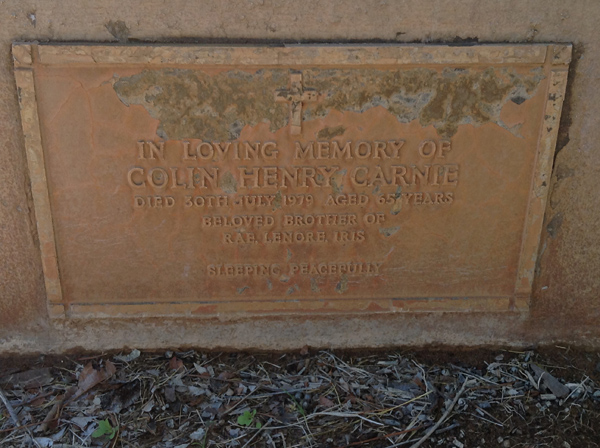 IN LOVING MEMORY OF
COLIN HENRY CARNIE
DIED 30TH JULY 1979 AGED 65 YEARS
BELOVED BROTHER OF
RAE, LENORE, IRIS
SLEEPING PEACEFULLY